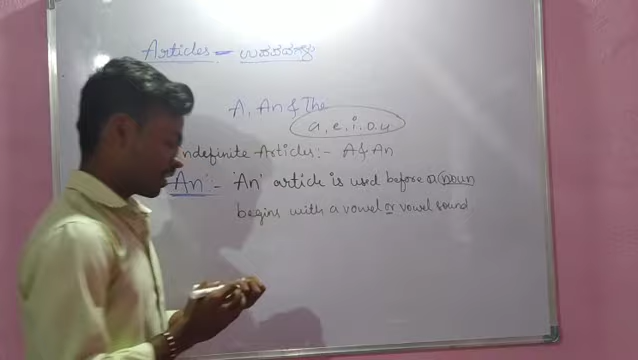 Articles - ಉಪಪದಗಳು
A, An & The
a, e, i, o, u
Indefinite Articles :- A & An
'An' :- 'An' article is used before a noun
begins with a vowel or vowel sound.